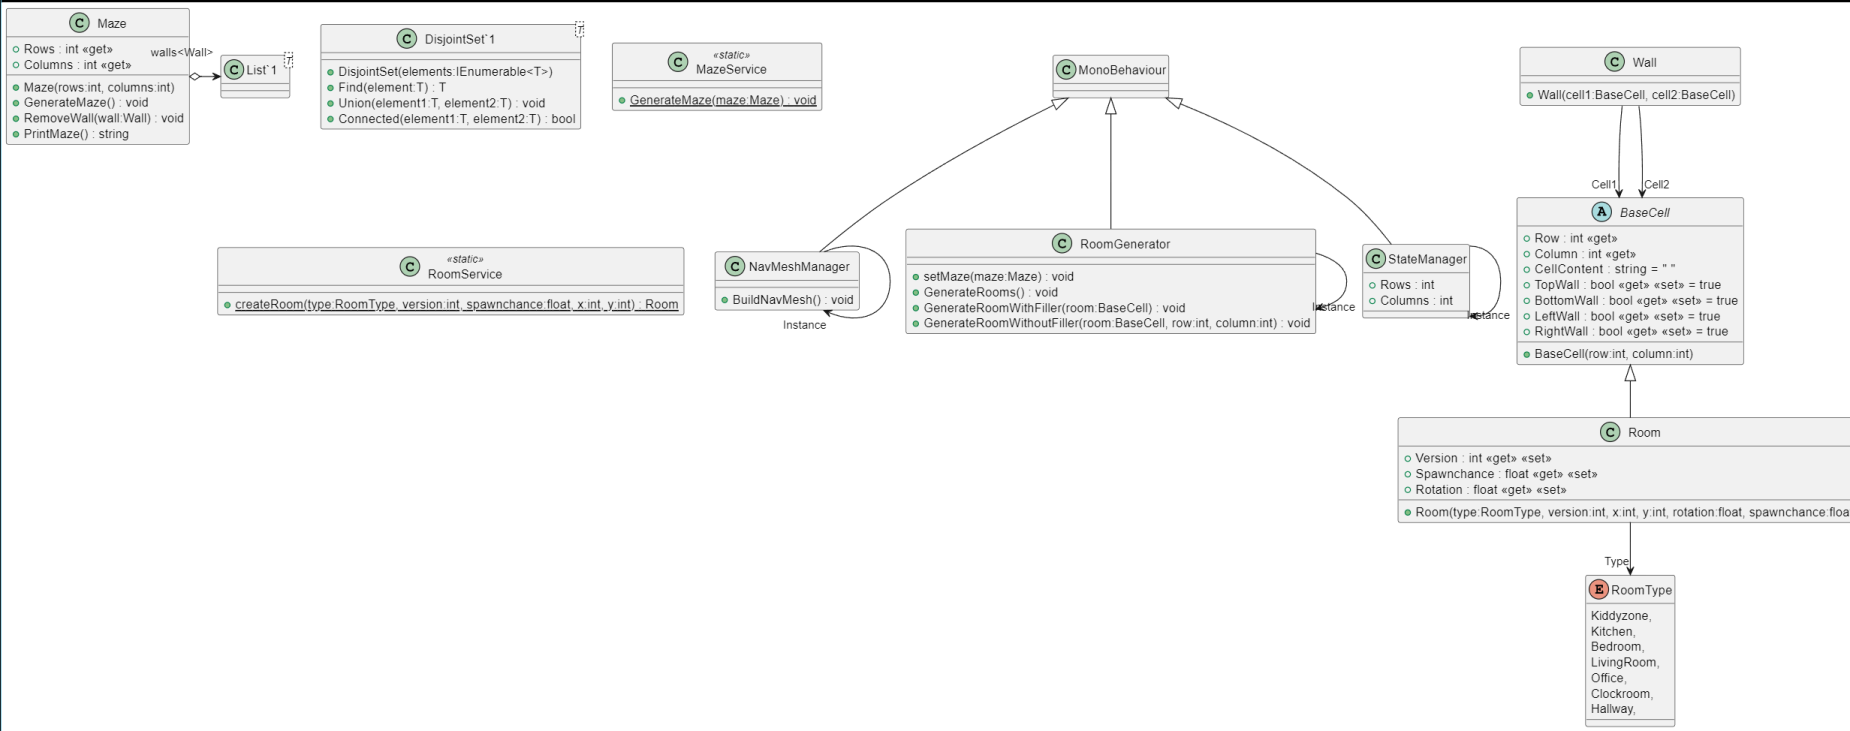 C Maze
Rows : int «get»
Columns : int «get»
Maze(rows:int, columns:int)
GenerateMaze() : void
RemoveWall(wall:Wall) : void
PrintMaze() : string
walls<Wall>
C List`1
T
C DisjointSet`1
T
DisjointSet(elements:IEnumerable<T>)
Find(element:T) : T
Union(element1:T, element2:T) : void
Connected(element1:T, element2:T) : bool
C «static»
MazeService
GenerateMaze(maze:Maze) : void
C MonoBehaviour
C Wall
Wall(cell1:BaseCell, cell2:BaseCell)
Cell1
Cell2
C «static»
RoomService
createRoom(type:RoomType, version:int, spawnchance:float, x:int, y:int) : Room
C NavMeshManager
BuildNavMesh() : void
Instance
C RoomGenerator
setMaze(maze:Maze) : void
GenerateRooms() : void
GenerateRoomWithFiller(room:BaseCell) : void
GenerateRoomWithoutFiller(room:BaseCell, row:int, column:int) : void
Instance
C StateManager
Rows : int
Columns : int
Instance
A BaseCell
Row : int «get»
Column : int «get»
CellContent : string = " "
TopWall : bool «get» «set» = true
BottomWall : bool «get» «set» = true
LeftWall : bool «get» «set» = true
RightWall : bool «get» «set» = true
BaseCell(row:int, column:int)
C Room
Version : int «get» «set»
Spawnchance : float «get» «set»
Rotation : float «get» «set»
Room(type:RoomType, version:int, x:int, y:int, rotation:float, spawnchance:floa
Type
E RoomType
Kiddyzone,
Kitchen,
Bedroom,
LivingRoom,
Office,
Clockroom,
Hallway,